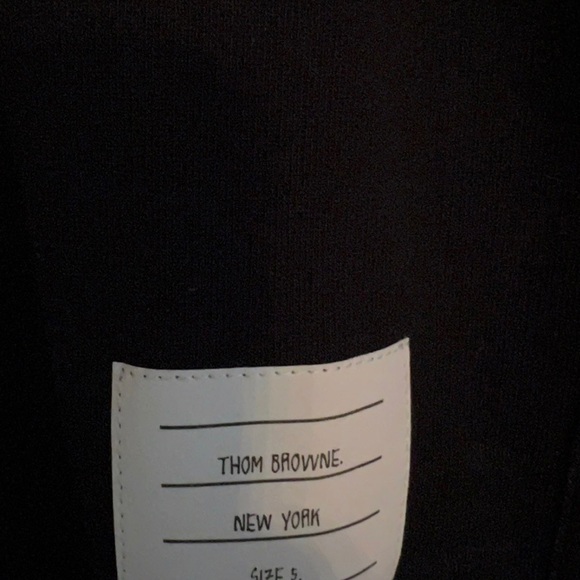 THOM BROWNE.
NEW YORK
SIZE 5.